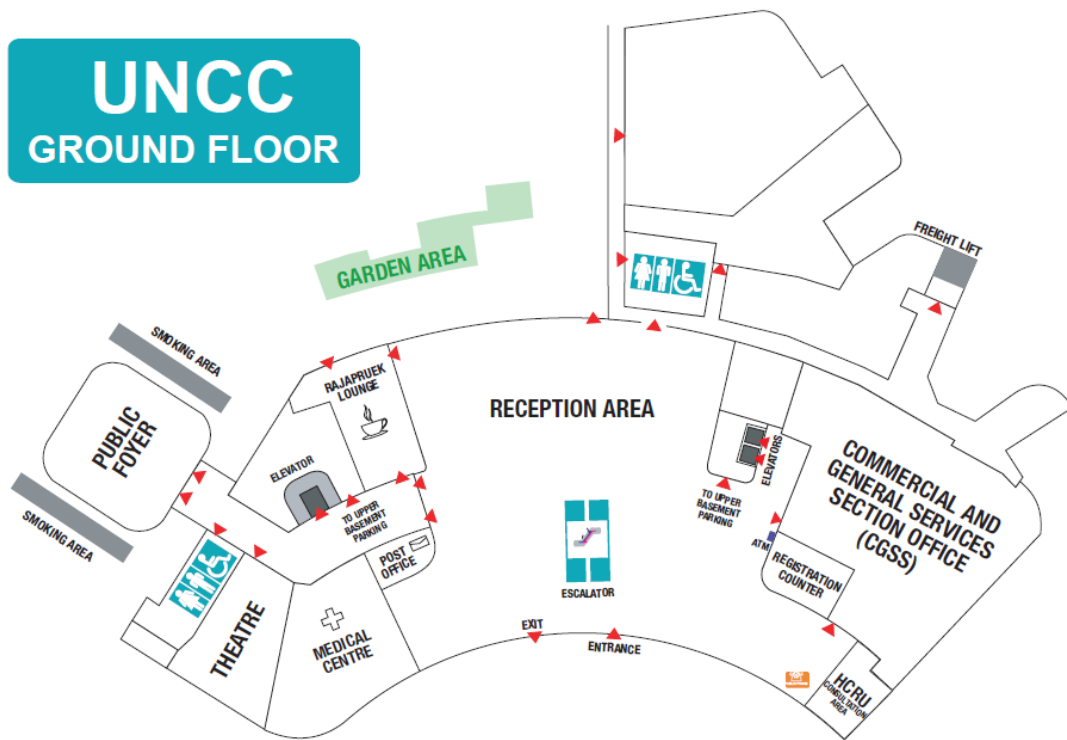 UNCC
GROUND FLOOR
GARDEN AREA
FREIGHT LIFT
SMOKING AREA
PUBLIC
FOYER
SMOKING AREA
RAJAPRUEK
LOUNGE
RECEPTION AREA
ELEVATOR
ELEVATORS
TO UPPER
BASEMENT
PARKING
TO UPPER
BASEMENT
PARKING
COMMERCIAL AND
GENERAL SERVICES
SECTION OFFICE
(CGSS)
POST
OFFICE
ATM
REGISTRATION
COUNTER
ESCALATOR
THEATRE
MEDICAL
CENTRE
EXIT
ENTRANCE
HCRU
CONSULTATION
AREA